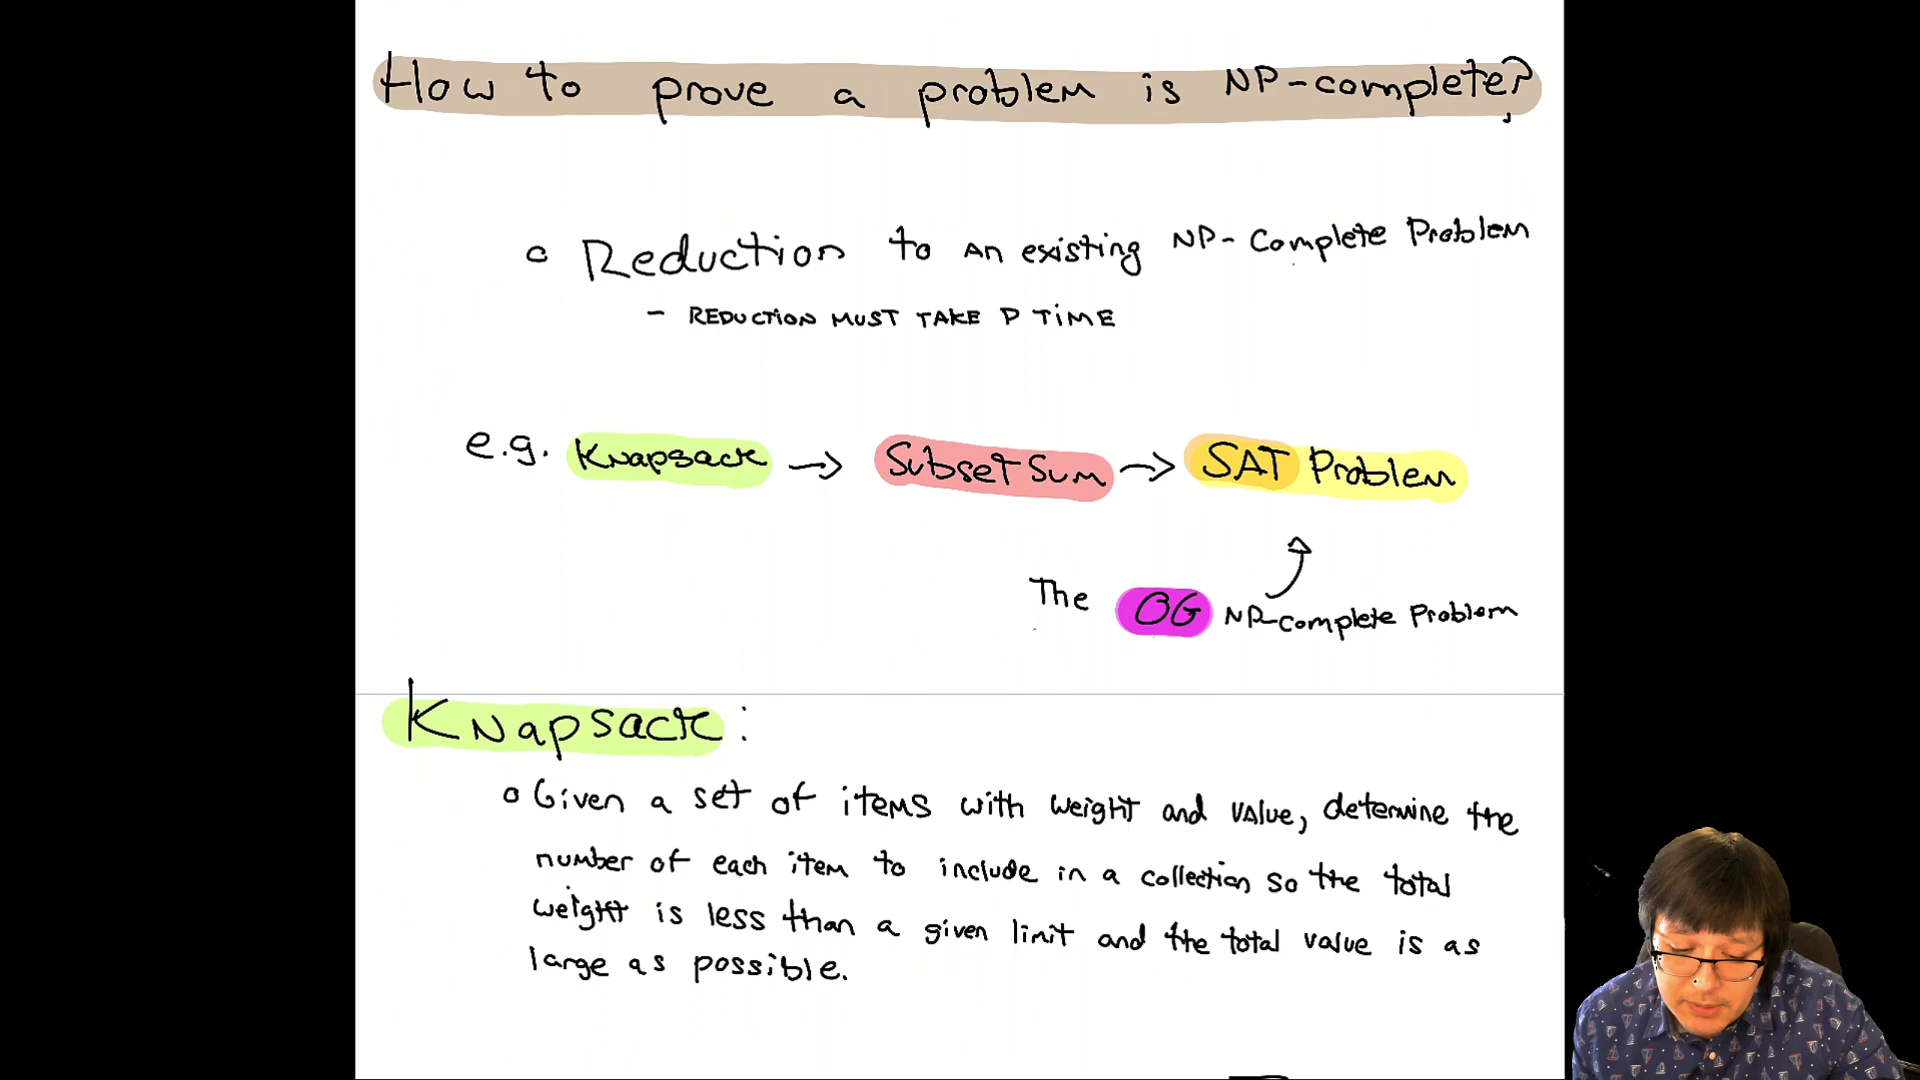 How to prove a problem is NP-complete?
Reduction to an existing NP-Complete Problem
- REDUCTION MUST TAKE P TIME
e.g. Knapsack → Subset Sum → SAT Problem
The OG NP-complete Problem
Knapsack:
Given a set of items with weight and value, determine the
number of each item to include in a collection so the total
weight is less than a given limit and the total value is as
large as possible.